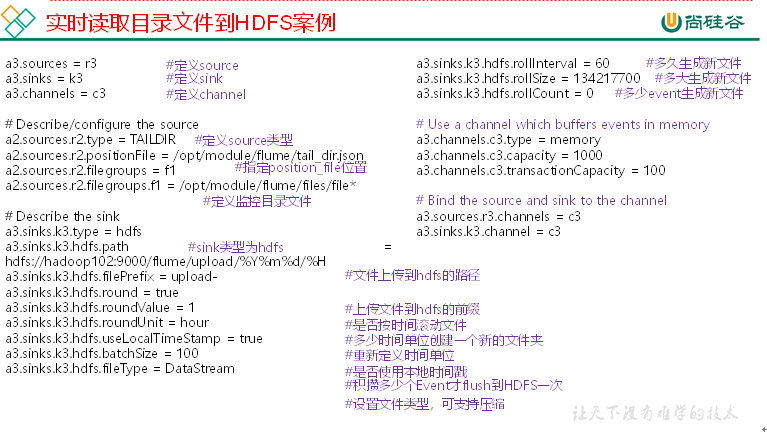 实时读取目录文件到HDFS案例
尚硅谷
a3.sources = r3 #定义source
a3.sinks = k3 #定义sink
a3.channels = c3 #定义channel
# Describe/configure the source
a2.sources.r2.type = TAILDIR #定义source类型
a2.sources.r2.positionFile = /opt/module/flume/tail_dir.json
a2.sources.r2.filegroups = f1 #指定position_file位置
a2.sources.r2.filegroups.f1 = /opt/module/flume/files/file*
#定义监控目录文件
# Describe the sink
a3.sinks.k3.type = hdfs
a3.sinks.k3.hdfs.path #sink类型为hdfs =
hdfs://hadoop102:9000/flume/upload/%Y%m%d/%H
a3.sinks.k3.hdfs.filePrefix = upload- #文件上传到hdfs的路径
a3.sinks.k3.hdfs.round = true
a3.sinks.k3.hdfs.roundValue = 1 #上传文件到hdfs的前缀
a3.sinks.k3.hdfs.roundUnit = hour #是否按时间滚动文件
a3.sinks.k3.hdfs.useLocalTimeStamp = true #多少时间单位创建一个新的文件夹
a3.sinks.k3.hdfs.batchSize = 100 #重新定义时间单位
a3.sinks.k3.hdfs.fileType = DataStream #是否使用本地时间戳
#积攒多少个Event才flush到HDFS一次
#设置文件类型，可支持压缩
a3.sinks.k3.hdfs.rollInterval = 60 #多久生成新文件
a3.sinks.k3.hdfs.rollSize = 134217700 #多大生成新文件
a3.sinks.k3.hdfs.rollCount = 0 #多少event生成新文件
# Use a channel which buffers events in memory
a3.channels.c3.type = memory
a3.channels.c3.capacity = 1000
a3.channels.c3.transactionCapacity = 100
# Bind the source and sink to the channel
a3.sources.r3.channels = c3
a3.sinks.k3.channel = c3
让天下没有难学的技术